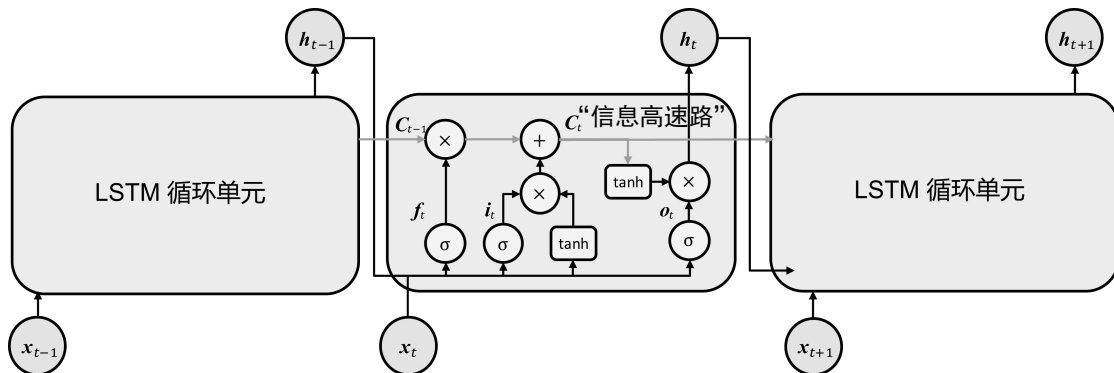 h_{t-1}
h_t
h_{t+1}
C_{t-1}
×
+
C_t
“信息高速路”
LSTM 循环单元
tanh
×
×
LSTM 循环单元
f_t
i_t
o_t
σ
σ
tanh
σ
x_{t-1}
x_t
x_{t+1}